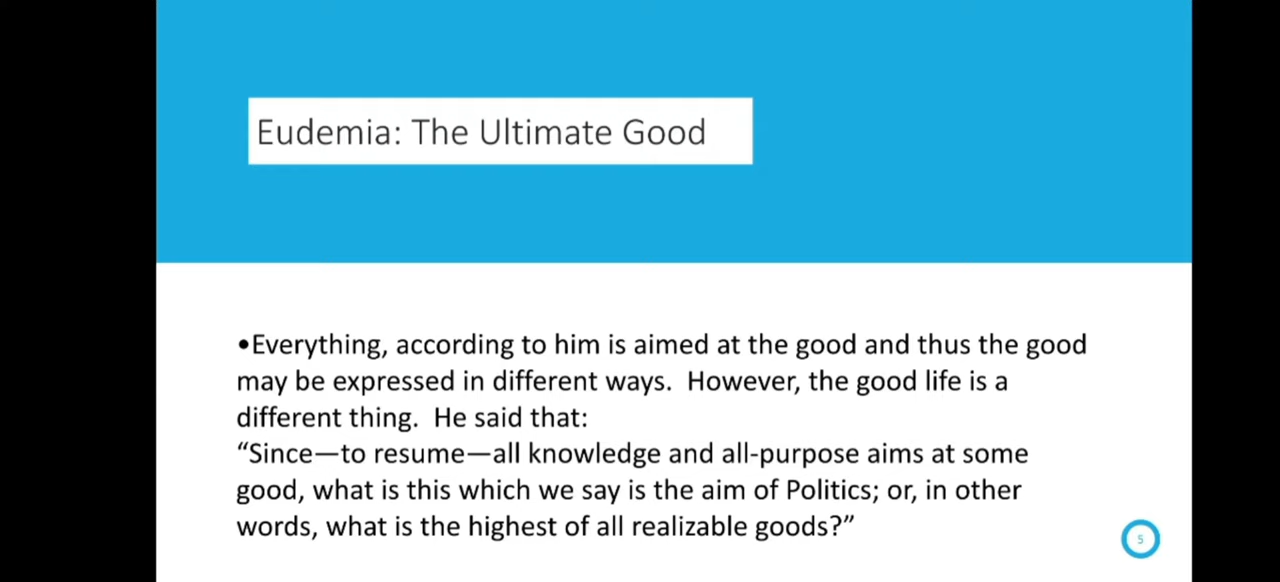 Eudemia: The Ultimate Good
•Everything, according to him is aimed at the good and thus the good
may be expressed in different ways.  However, the good life is a
different thing.  He said that:
“Since—to resume—all knowledge and all-purpose aims at some
good, what is this which we say is the aim of Politics; or, in other
words, what is the highest of all realizable goods?”
5